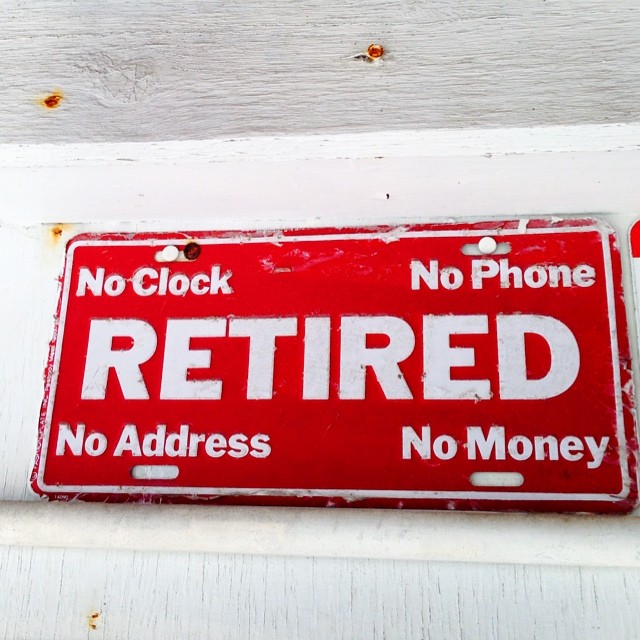 No Clock No Phone
RETIRED
No Address No Money